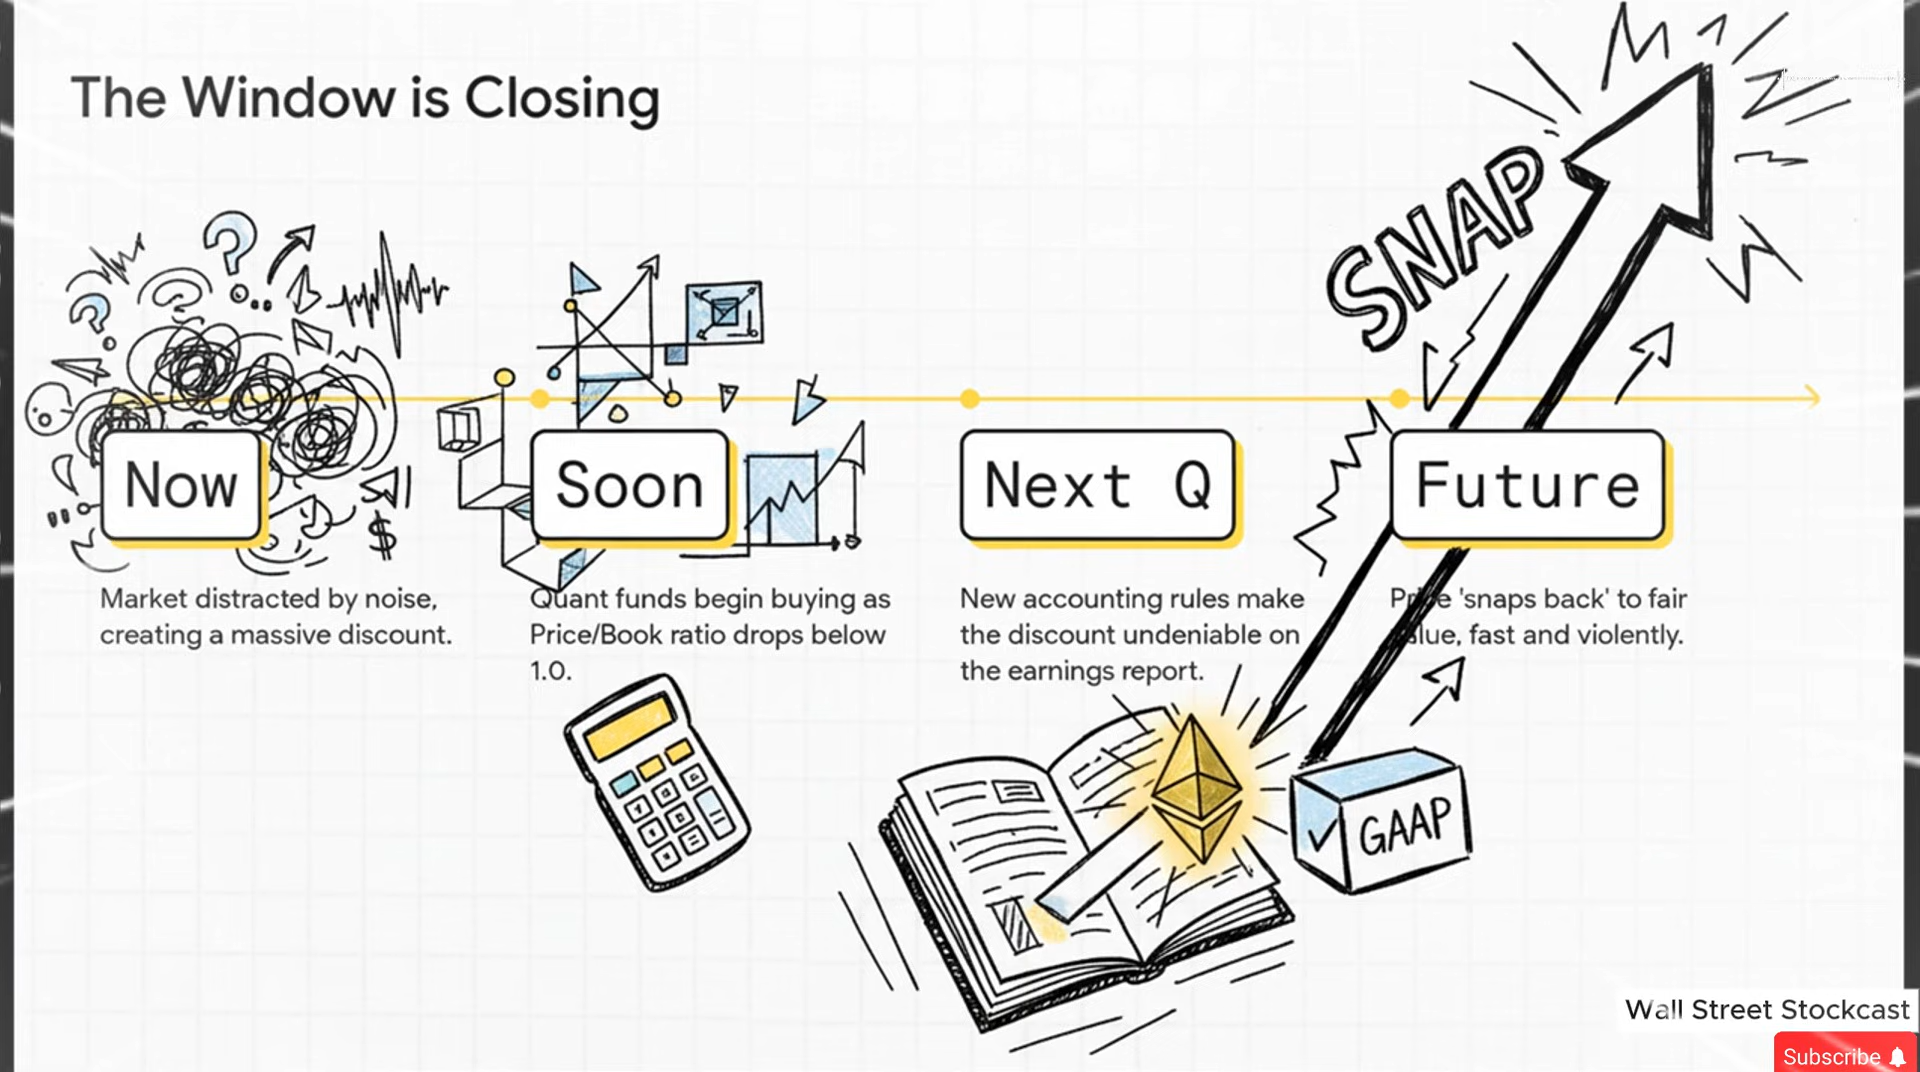 The Window is Closing
SNAP
Now
Soon
Next Q
Future
Market distracted by noise,
creating a massive discount.
Quant funds begin buying as
Price/Book ratio drops below
1.0.
New accounting rules make
the discount undeniable on
the earnings report.
Price 'snaps back' to fair
value, fast and violently.
$
GAAP
Wall Street Stockcast
Subscribe